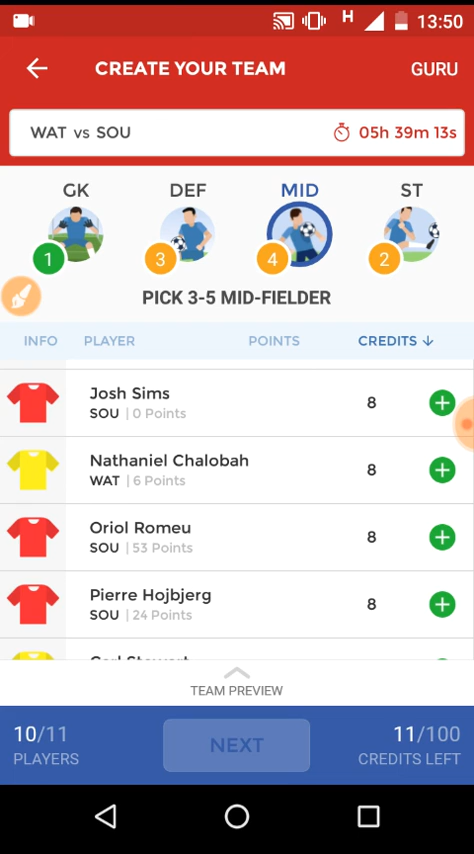 H 13:50
CREATE YOUR TEAM GURU
WAT vs SOU 05h 39m 13s
GK DEF MID ST
1 3 4 2
PICK 3-5 MID-FIELDER
INFO PLAYER POINTS CREDITS ↓
Josh Sims
SOU | 0 Points 8
Nathaniel Chalobah
WAT | 6 Points 8
Oriol Romeu
SOU | 53 Points 8
Pierre Hojbjerg
SOU | 24 Points 8
TEAM PREVIEW
10/11 NEXT 11/100
PLAYERS CREDITS LEFT